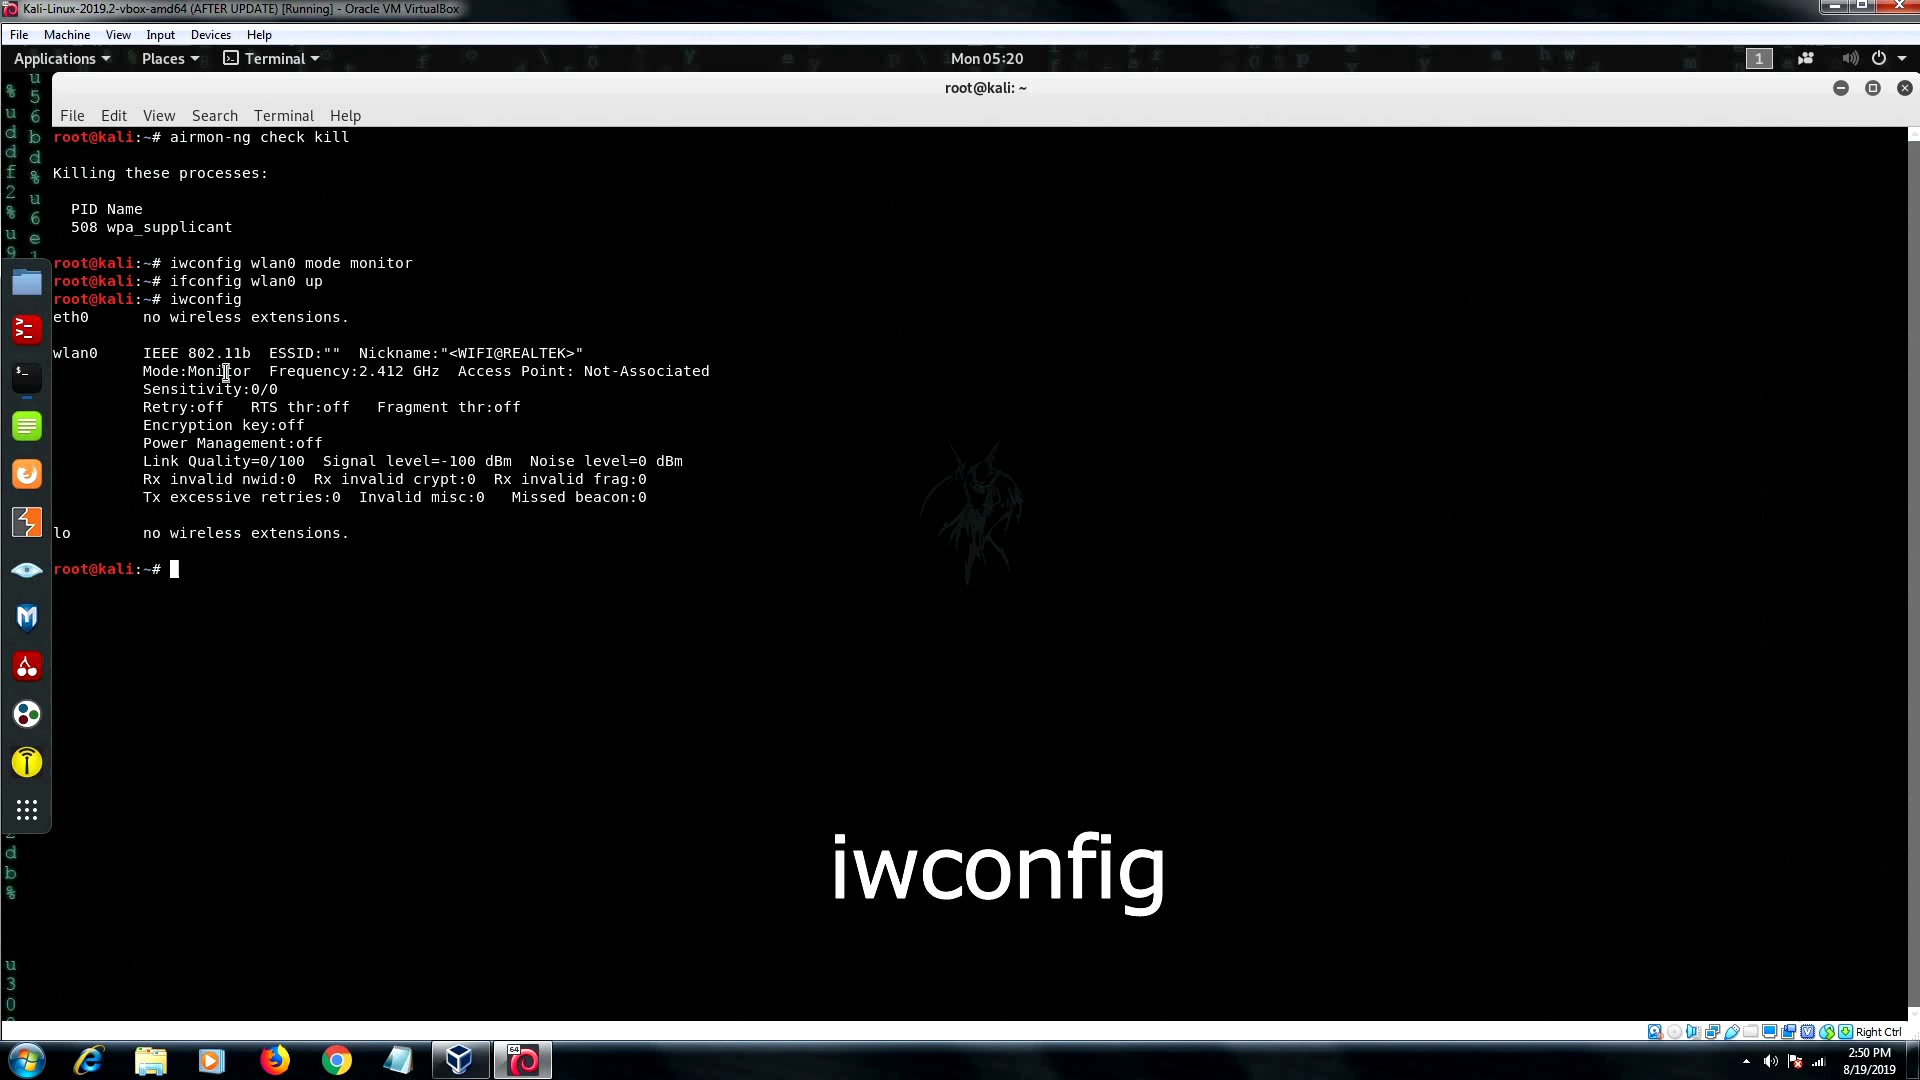 Kali-Linux-2019.2-vbox-amd64 (AFTER UPDATE) [Running] - Oracle VM VirtualBox
File Machine View Input Devices Help
Applications Places Terminal Mon 05:20 1
root@kali: ~
File Edit View Search Terminal Help
root@kali:~# airmon-ng check kill
Killing these processes:
PID Name
508 wpa_supplicant
root@kali:~# iwconfig wlan0 mode monitor
root@kali:~# ifconfig wlan0 up
root@kali:~# iwconfig
eth0 no wireless extensions.
wlan0 IEEE 802.11b ESSID:"" Nickname:"<WIFI@REALTEK>"
Mode:Monitor Frequency:2.412 GHz Access Point: Not-Associated
Sensitivity:0/0
Retry:off RTS thr:off Fragment thr:off
Encryption key:off
Power Management:off
Link Quality=0/100 Signal level=-100 dBm Noise level=0 dBm
Rx invalid nwid:0 Rx invalid crypt:0 Rx invalid frag:0
Tx excessive retries:0 Invalid misc:0 Missed beacon:0
lo no wireless extensions.
root@kali:~#
iwconfig
Right Ctrl
64
2:50 PM
8/19/2019